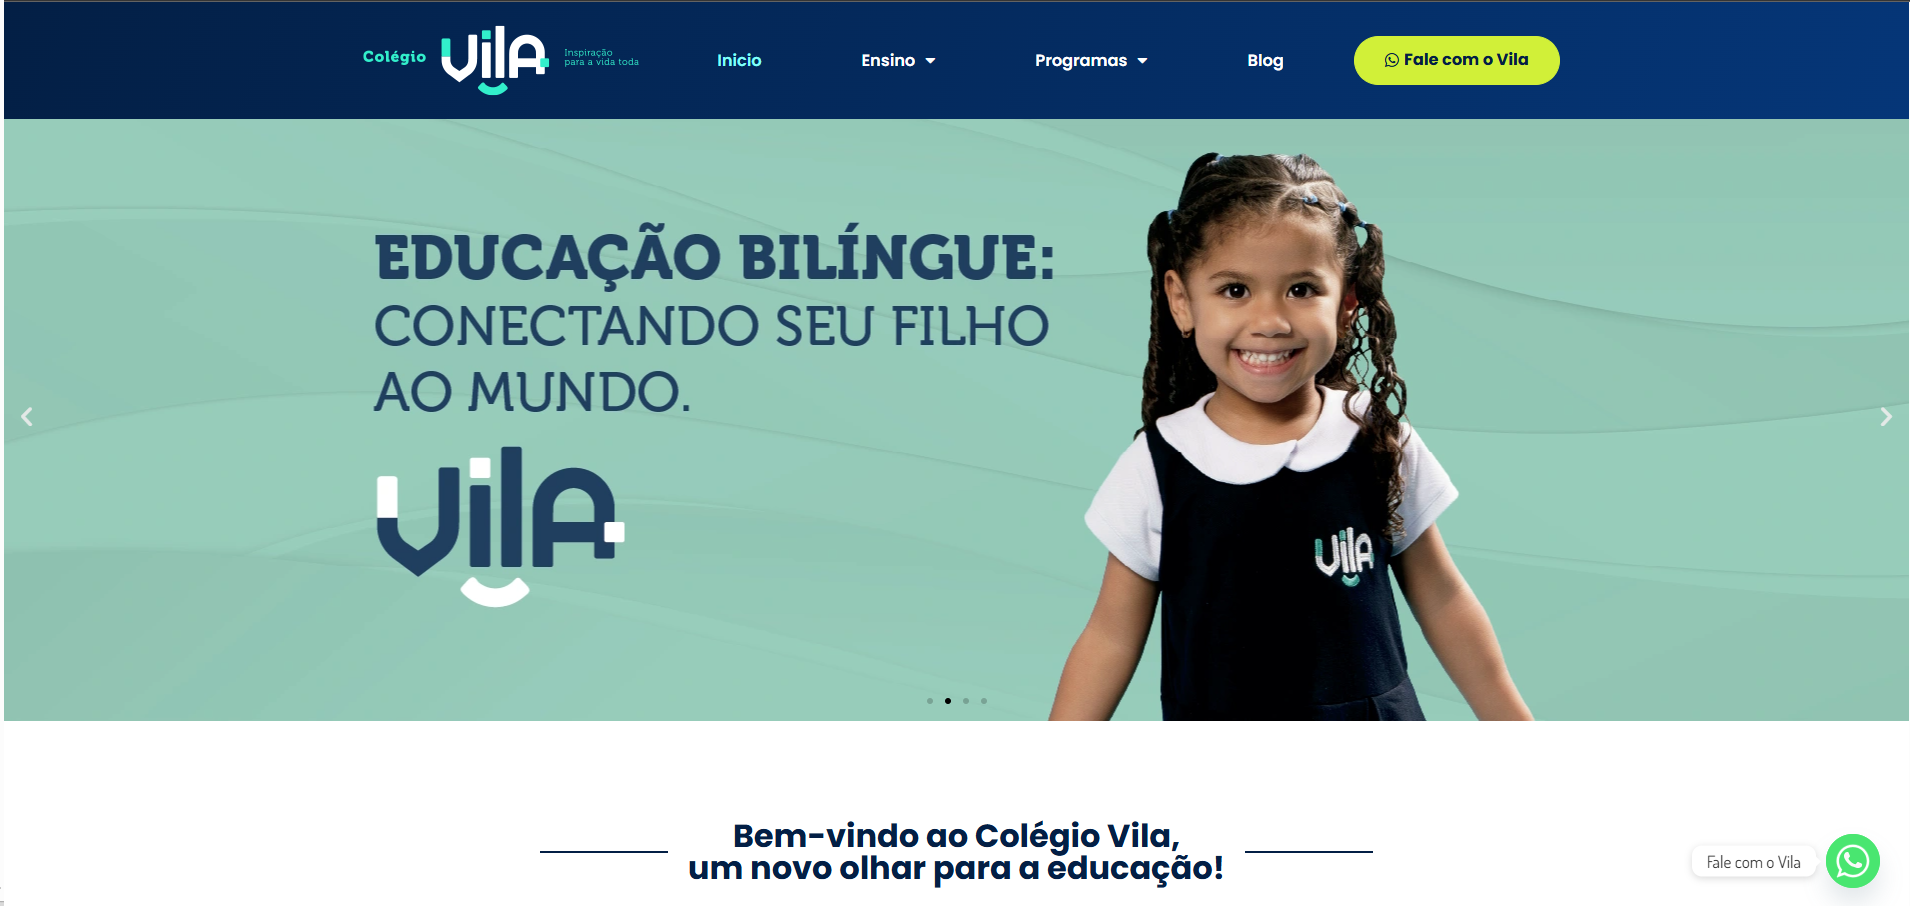 Colégio
VilA
Inspiração
para a vida toda
Inicio
Ensino
Programas
Blog
Fale com o Vila
EDUCAÇÃO BILÍNGUE:
CONECTANDO SEU FILHO
AO MUNDO.
VilA
VilA
Bem-vindo ao Colégio Vila,
um novo olhar para a educação!
Fale com o Vila